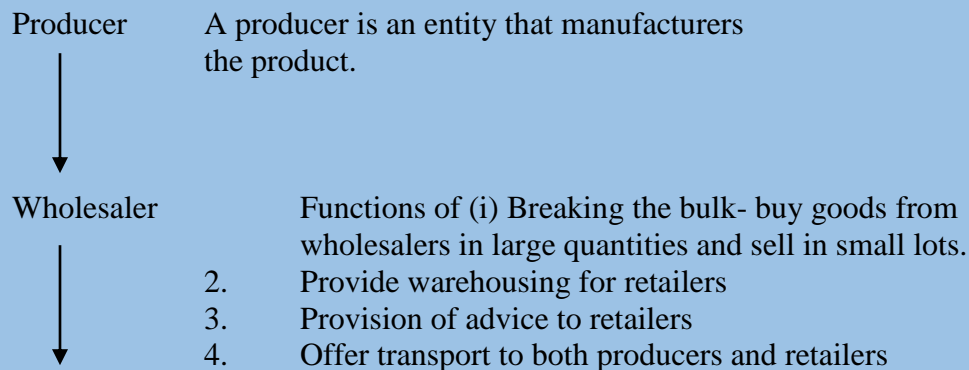 Producer A producer is an entity that manufacturers
the product.
Wholesaler Functions of (i) Breaking the bulk- buy goods from
wholesalers in large quantities and sell in small lots.
2. Provide warehousing for retailers
3. Provision of advice to retailers
4. Offer transport to both producers and retailers